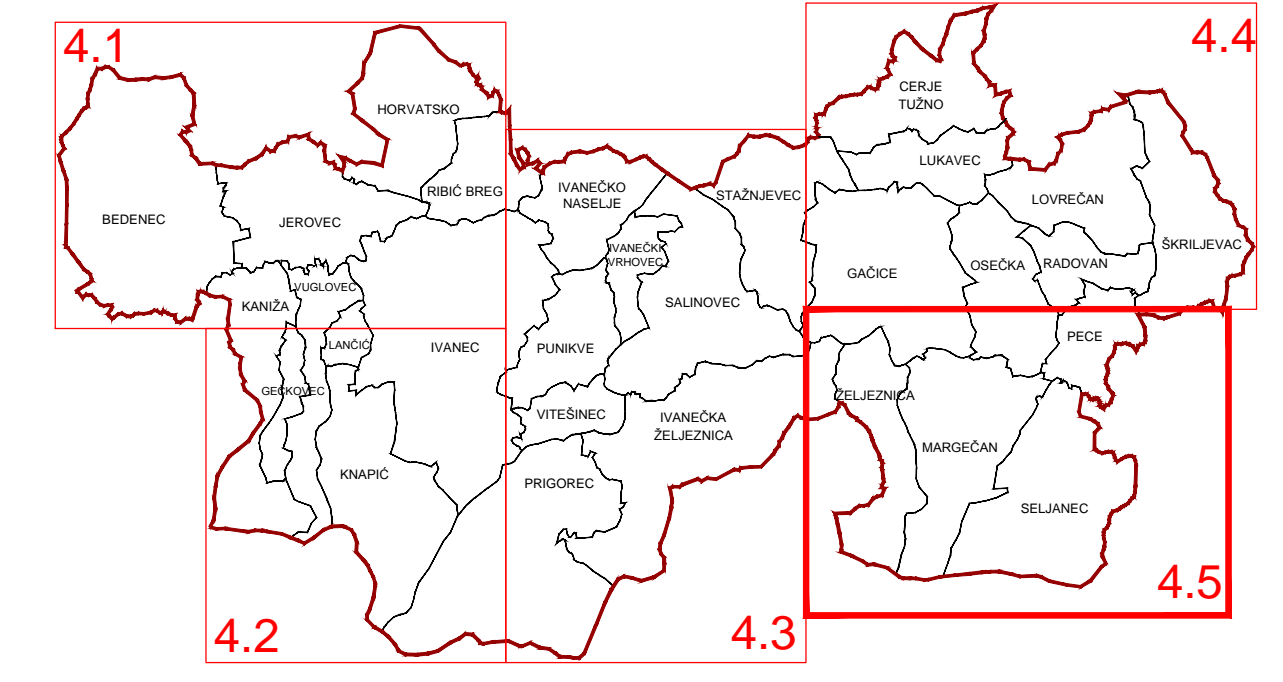 4.1
4.4
HORVATSKO
CERJE
TUŽNO
BEDENEC
JEROVEC
RIBIĆ BREG
IVANEČKO
NASELJE
STAŽNJEVEC
LUKAVEC
LOVREČAN
ŠKRILJEVAC
KANIŽA
VUGLOVEC
IVANEČKI
VRHOVEC
SALINOVEC
GAČICE
OSEČKA
RADOVAN
LANČIĆ
IVANEC
PUNIKVE
PECE
GEČKOVEC
VITEŠINEC
IVANEČKA
ŽELJEZNICA
ŽELJEZNICA
MARGEČAN
KNAPIĆ
PRIGOREC
SELJANEC
4.2
4.3
4.5